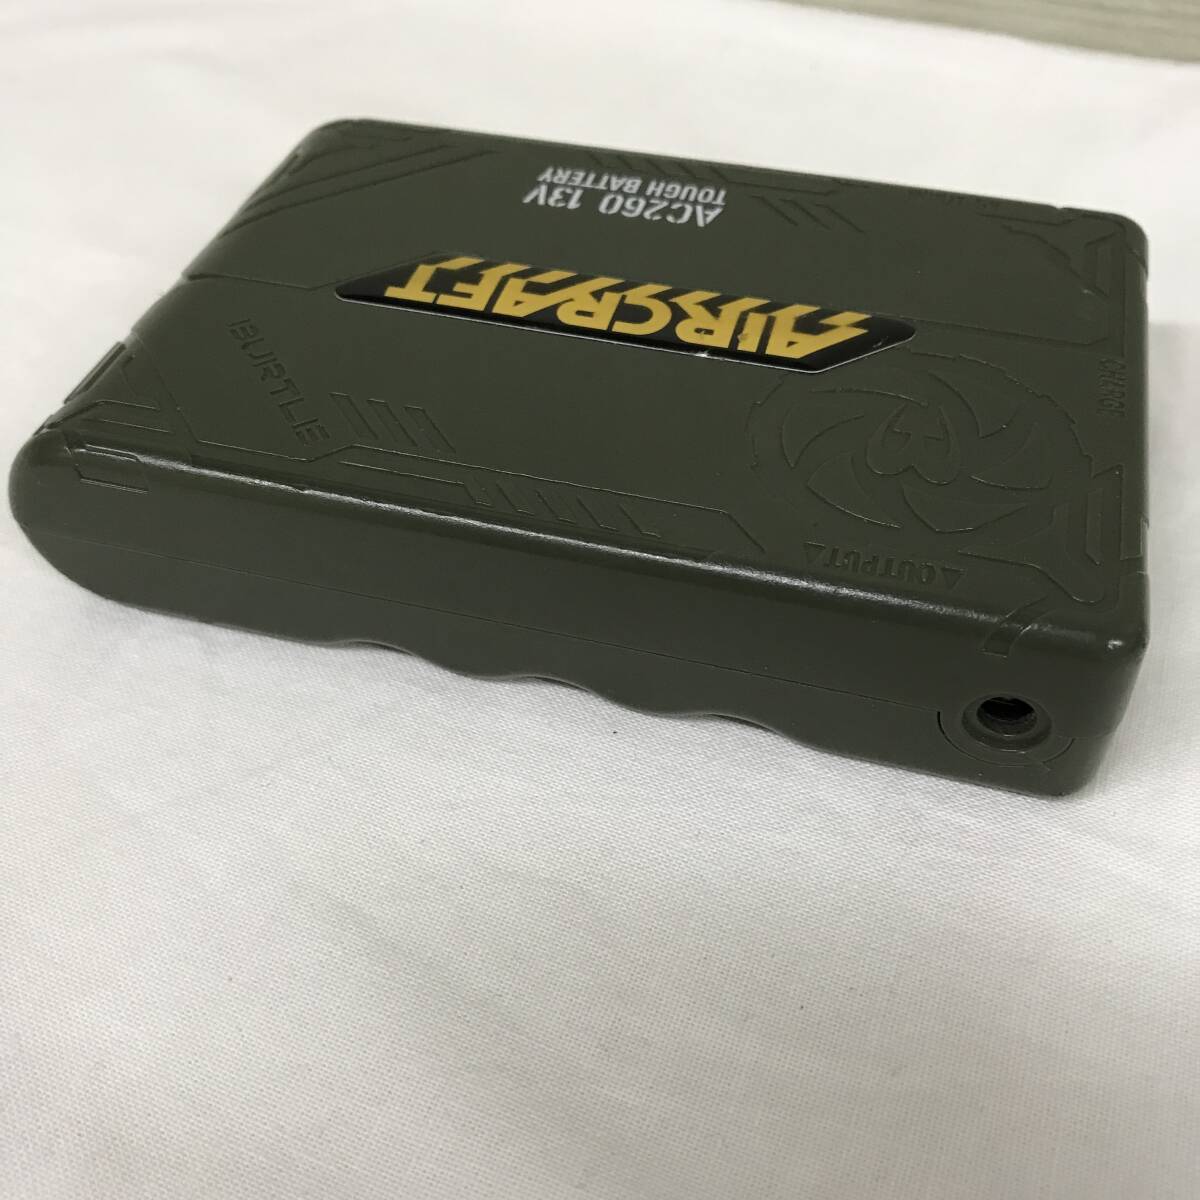 AC260 13V
TOUGH BATTERY
AIRCRAFT
BURTLE
CHARGE
▲OUTPUT▲